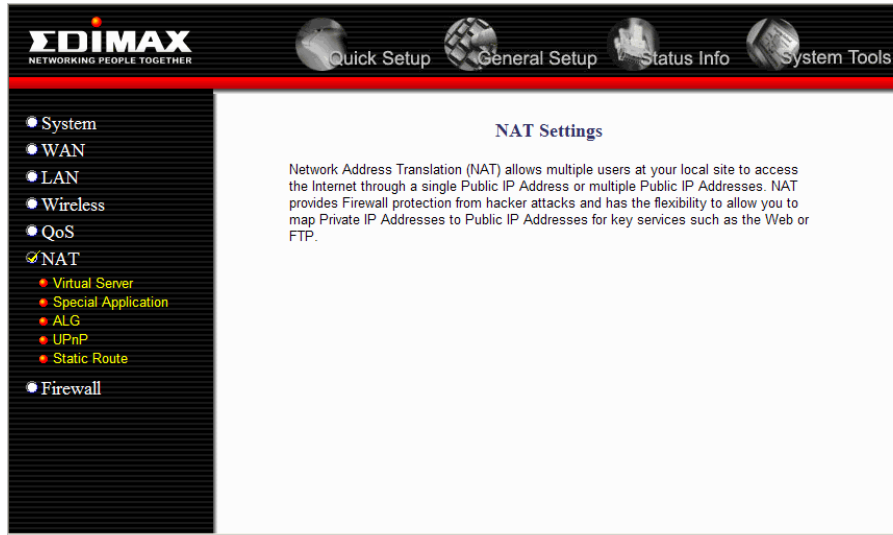 EDIMAX
NETWORKING PEOPLE TOGETHER
Quick Setup
General Setup
Status Info
System Tools
System
WAN
LAN
Wireless
QoS
NAT
Virtual Server
Special Application
ALG
UPnP
Static Route
Firewall
NAT Settings
Network Address Translation (NAT) allows multiple users at your local site to access
the Internet through a single Public IP Address or multiple Public IP Addresses. NAT
provides Firewall protection from hacker attacks and has the flexibility to allow you to
map Private IP Addresses to Public IP Addresses for key services such as the Web or
FTP.